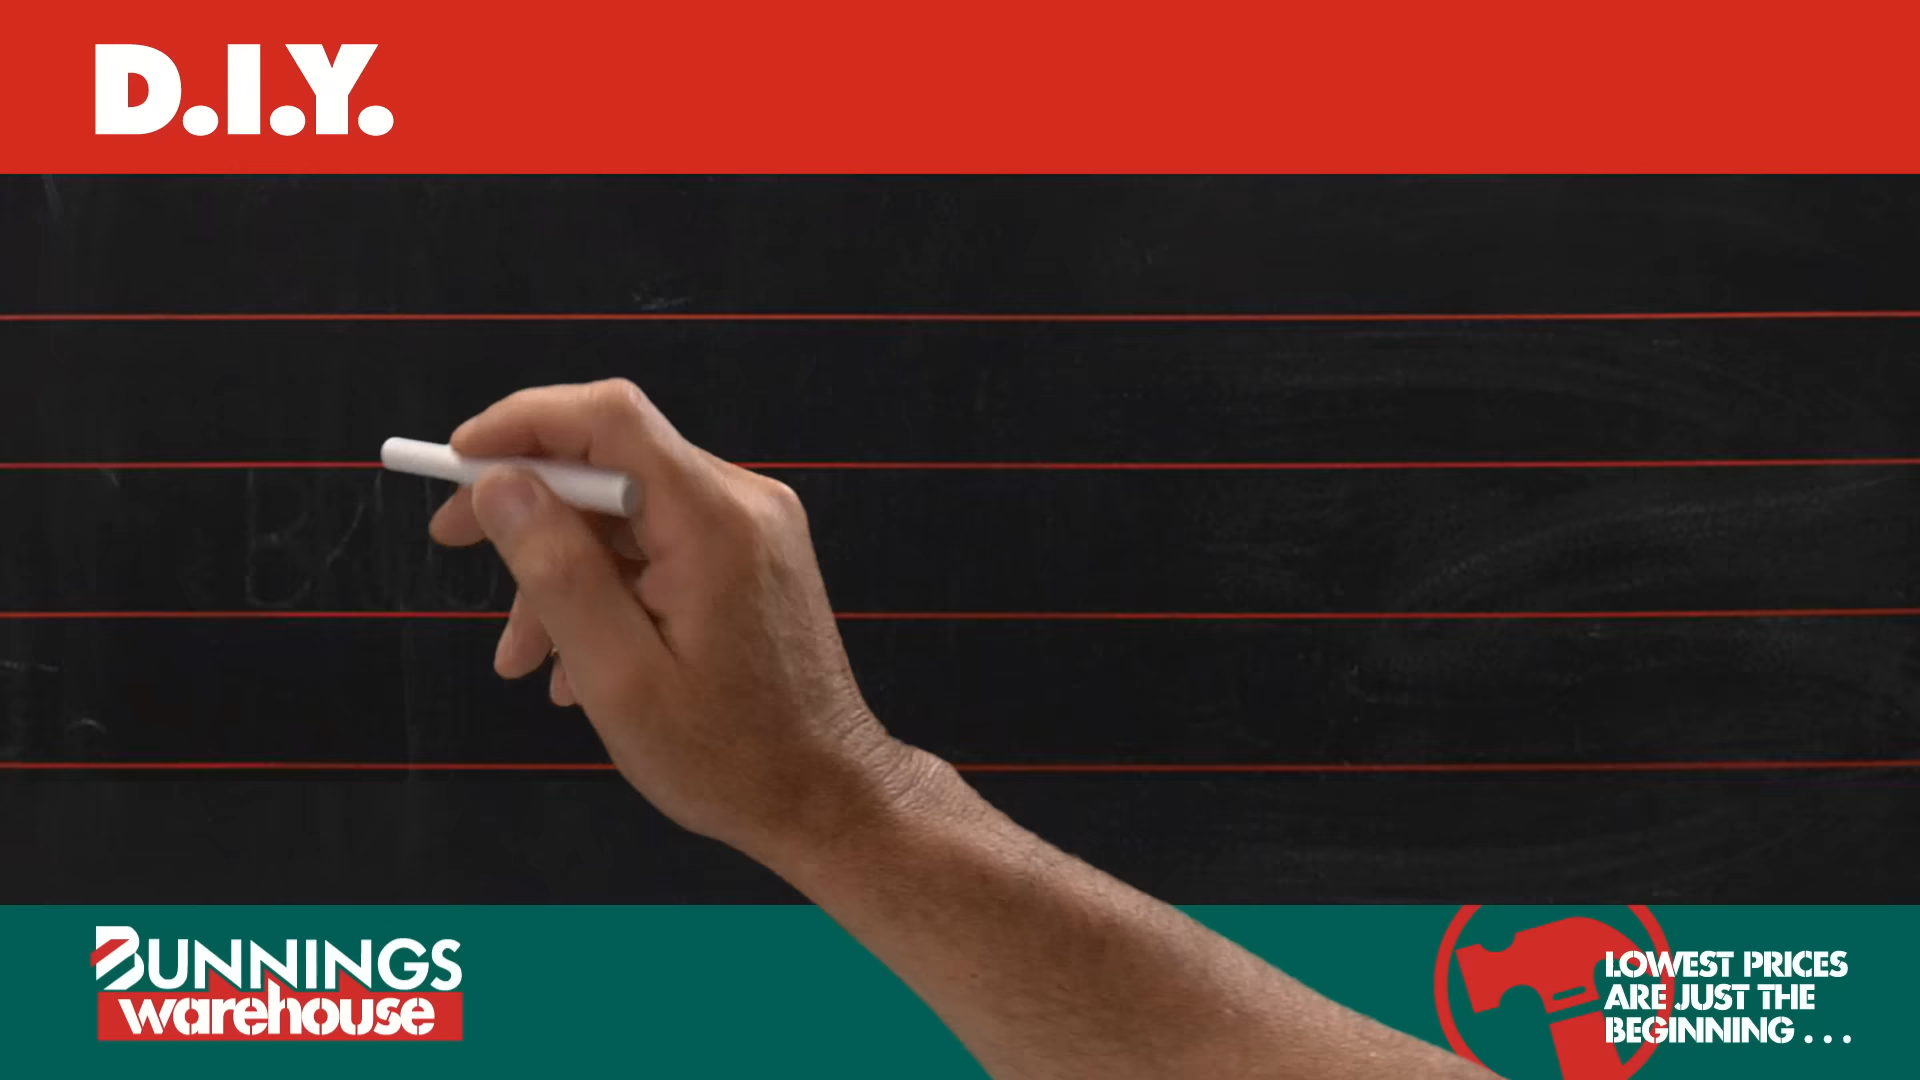 D.I.Y.
BUNNINGS
warehouse
LOWEST PRICES
ARE JUST THE
BEGINNING . . .